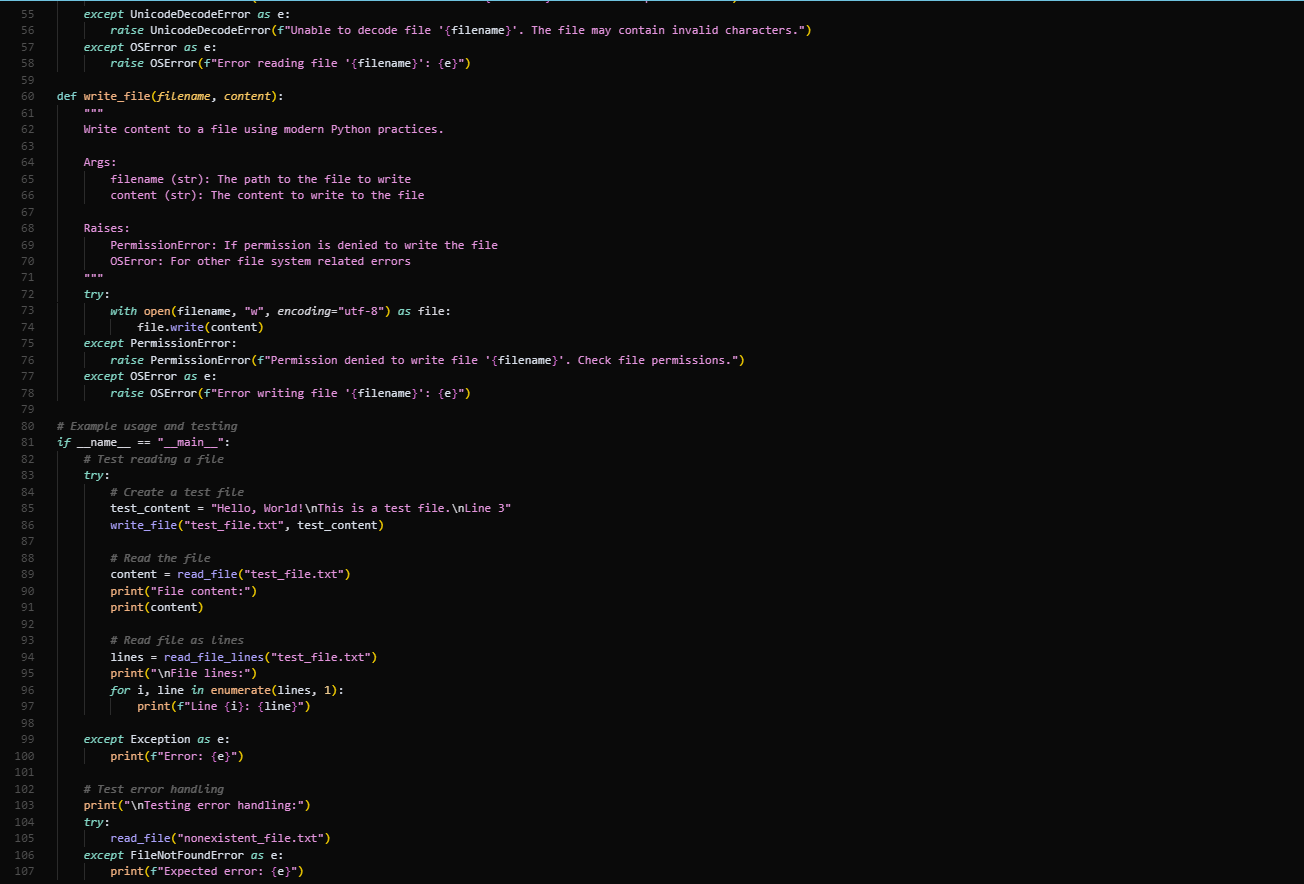 55 except UnicodeDecodeError as e:
56 raise UnicodeDecodeError(f"Unable to decode file '{filename}'. The file may contain invalid characters.")
57 except OSError as e:
58 raise OSError(f"Error reading file '{filename}': {e}")
59
60 def write_file(filename, content):
61 """
62 Write content to a file using modern Python practices.
63
64 Args:
65 filename (str): The path to the file to write
66 content (str): The content to write to the file
67
68 Raises:
69 PermissionError: If permission is denied to write the file
70 OSError: For other file system related errors
71 """
72 try:
73 with open(filename, "w", encoding="utf-8") as file:
74 file.write(content)
75 except PermissionError:
76 raise PermissionError(f"Permission denied to write file '{filename}'. Check file permissions.")
77 except OSError as e:
78 raise OSError(f"Error writing file '{filename}': {e}")
79
80 # Example usage and testing
81 if __name__ == "__main__":
82 # Test reading a file
83 try:
84 # Create a test file
85 test_content = "Hello, World!\nThis is a test file.\nLine 3"
86 write_file("test_file.txt", test_content)
87
88 # Read the file
89 content = read_file("test_file.txt")
90 print("File content:")
91 print(content)
92
93 # Read file as lines
94 lines = read_file_lines("test_file.txt")
95 print("\nFile lines:")
96 for i, line in enumerate(lines, 1):
97 print(f"Line {i}: {line}")
98
99 except Exception as e:
100 print(f"Error: {e}")
101
102 # Test error handling
103 print("\nTesting error handling:")
104 try:
105 read_file("nonexistent_file.txt")
106 except FileNotFoundError as e:
107 print(f"Expected error: {e}")